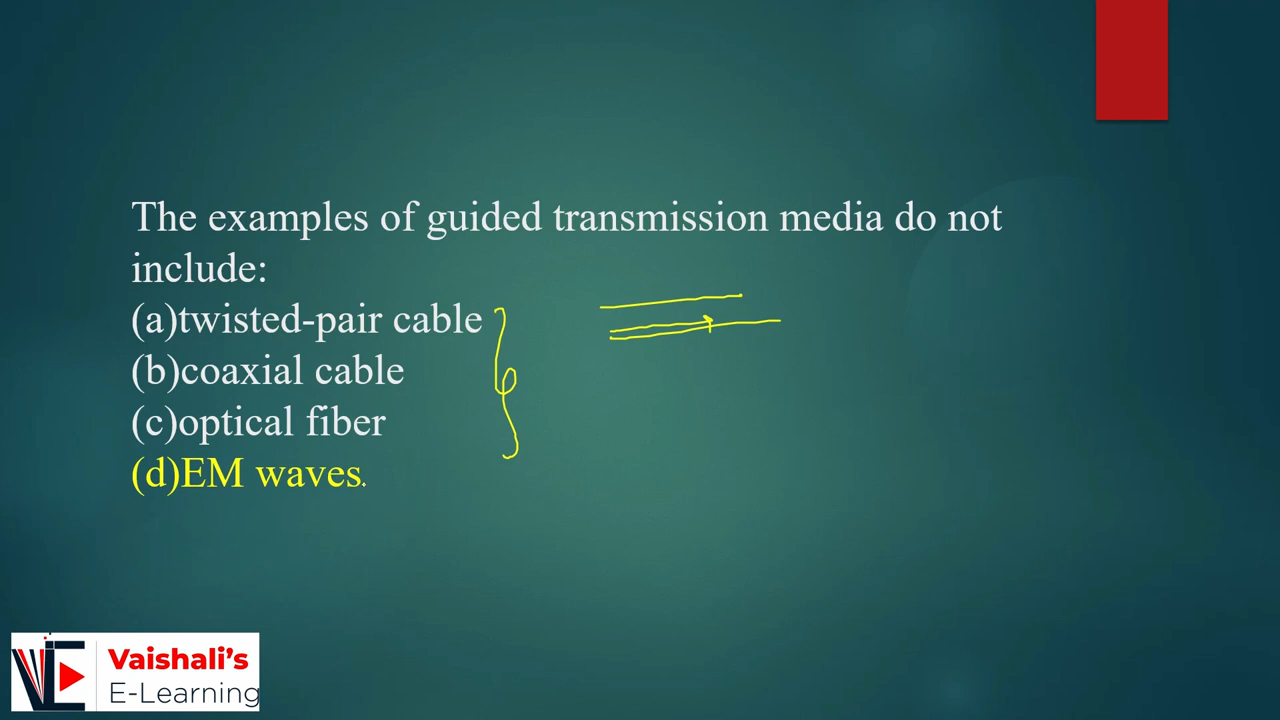 The examples of guided transmission media do not
include:
(a)twisted-pair cable
(b)coaxial cable
(c)optical fiber
(d)EM waves.
VE
Vaishali's
E-Learning